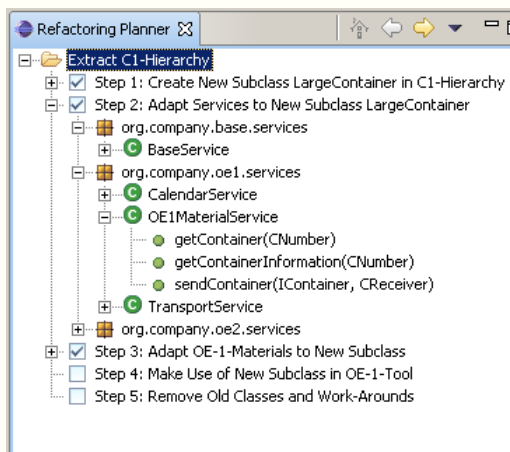 Refactoring Planner
Extract C1-Hierarchy
Step 1: Create New Subclass LargeContainer in C1-Hierarchy
Step 2: Adapt Services to New Subclass LargeContainer
org.company.base.services
BaseService
org.company.oe1.services
CalendarService
OE1MaterialService
getContainer(CNumber)
getContainerInformation(CNumber)
sendContainer(IContainer, CReceiver)
TransportService
org.company.oe2.services
Step 3: Adapt OE-1-Materials to New Subclass
Step 4: Make Use of New Subclass in OE-1-Tool
Step 5: Remove Old Classes and Work-Arounds